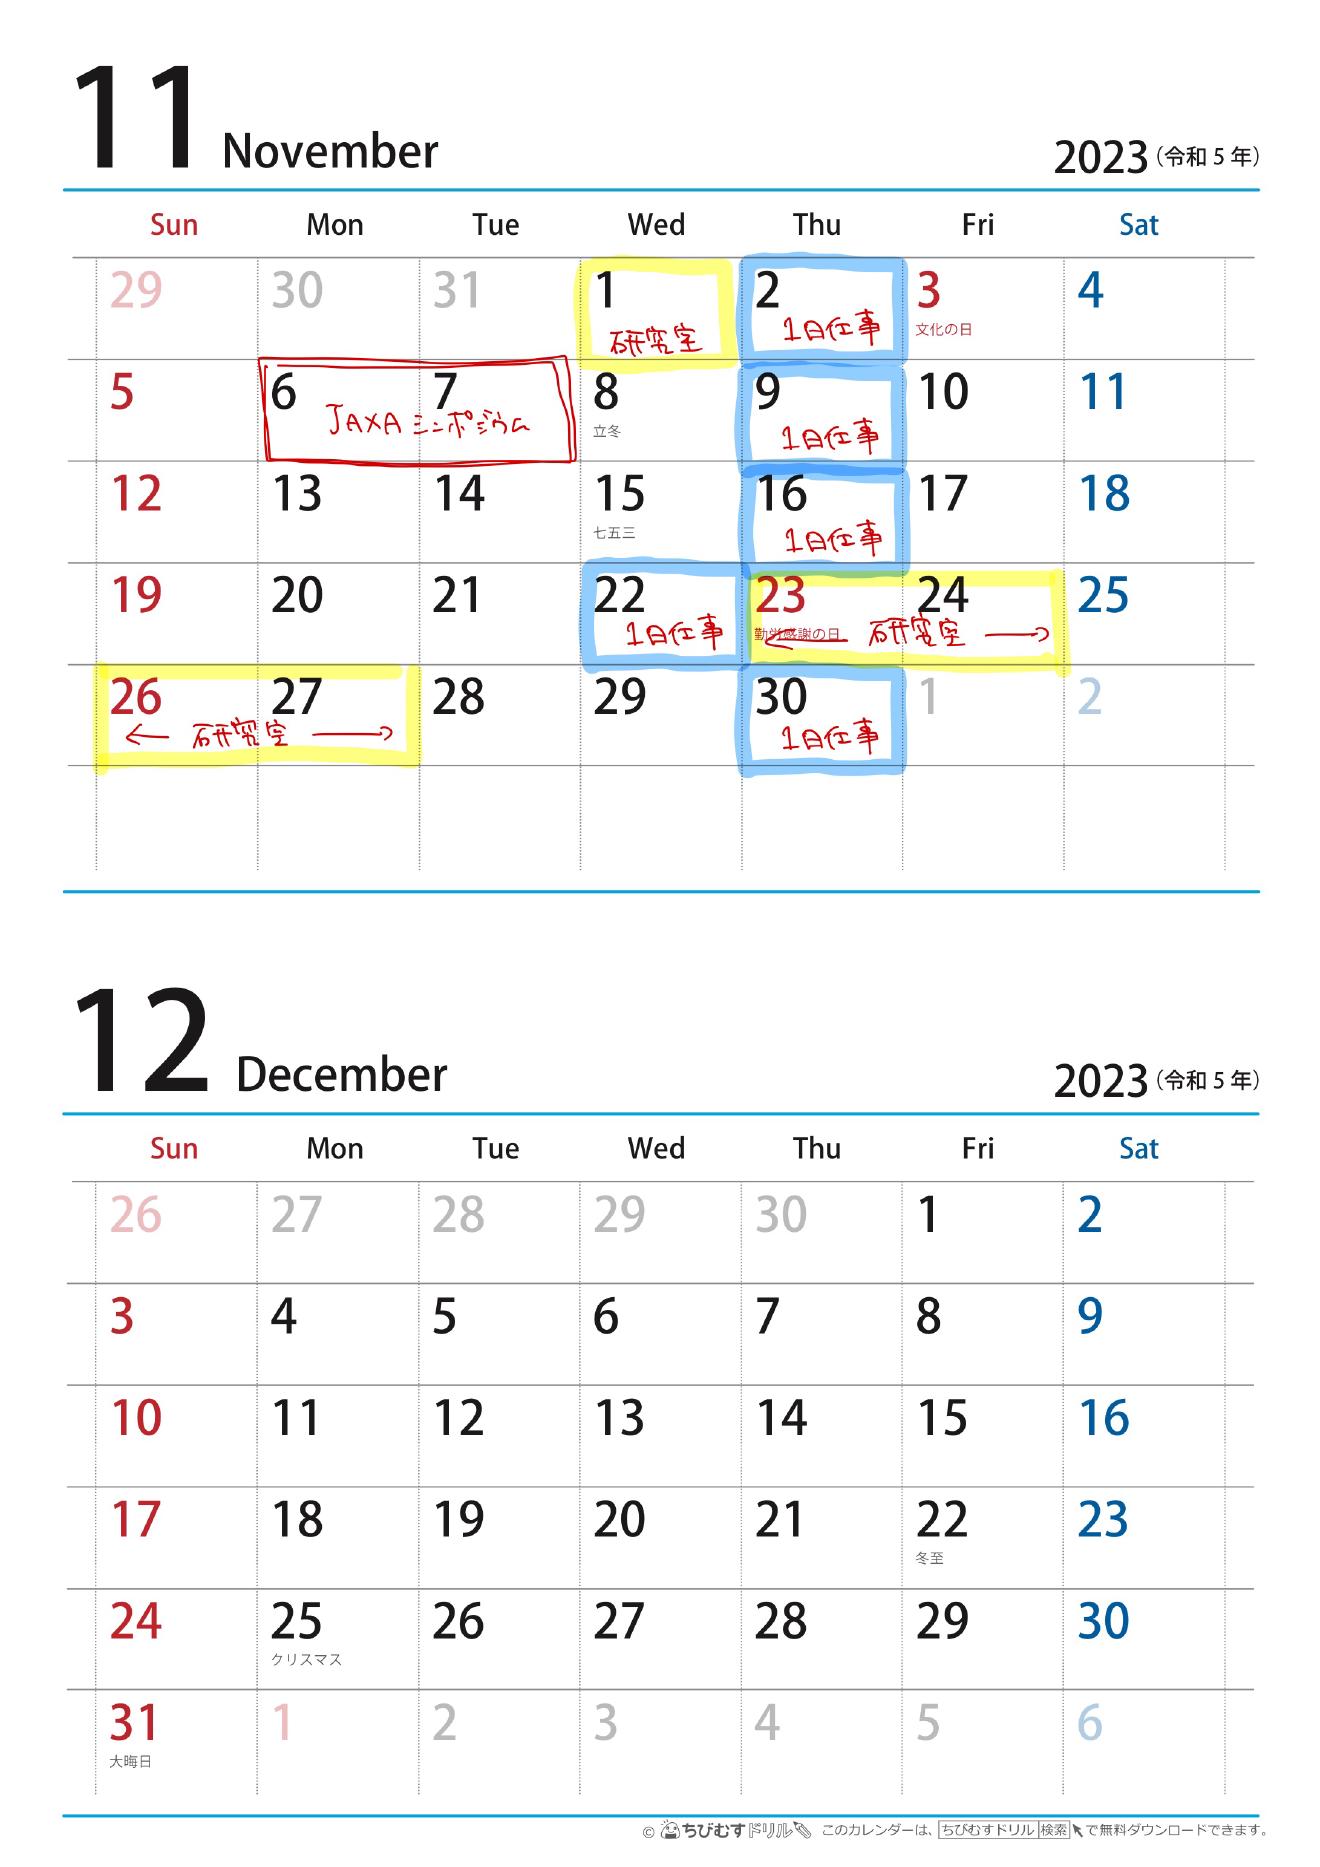 11 November 2023 (令和 5 年)
Sun Mon Tue Wed Thu Fri Sat
29 30 31 1 2 3 4
研究室 1日仕事 文化の日
5 6 7 8 9 10 11
JAXA シンポジウム 立冬 1日仕事
12 13 14 15 16 17 18
七五三 1日仕事
19 20 21 22 23 24 25
1日仕事 勤労感謝の日 研究室
26 27 28 29 30 1 2
研究室 1日仕事
12 December 2023 (令和 5 年)
Sun Mon Tue Wed Thu Fri Sat
26 27 28 29 30 1 2
3 4 5 6 7 8 9
10 11 12 13 14 15 16
17 18 19 20 21 22 23
冬至
24 25 26 27 28 29 30
クリスマス
31 1 2 3 4 5 6
大晦日
© ちびむすドリル このカレンダーは、ちびむすドリル 検索 で無料ダウンロードできます。